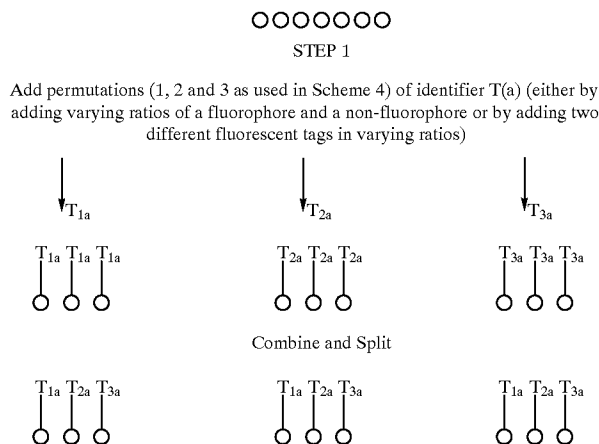 STEP 1
Add permutations (1, 2 and 3 as used in Scheme 4) of identifier T(a) (either by
adding varying ratios of a fluorophore and a non-fluorophore or by adding two
different fluorescent tags in varying ratios)
T1a T2a T3a
T1a T1a T1a T2a T2a T2a T3a T3a T3a
Combine and Split
T1a T2a T3a T1a T2a T3a T1a T2a T3a